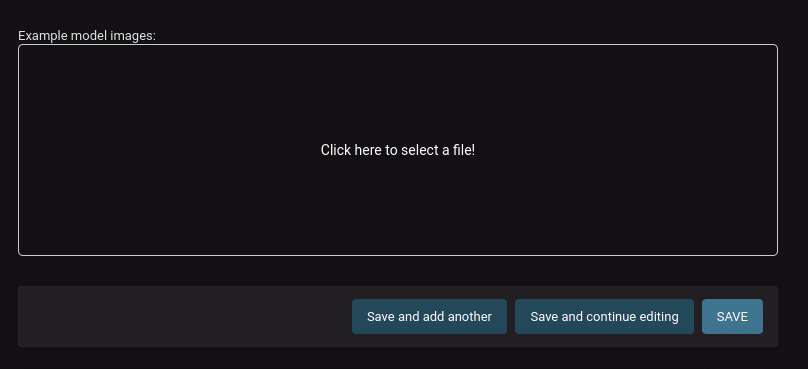 Example model images:
Click here to select a file!
Save and add another
Save and continue editing
SAVE